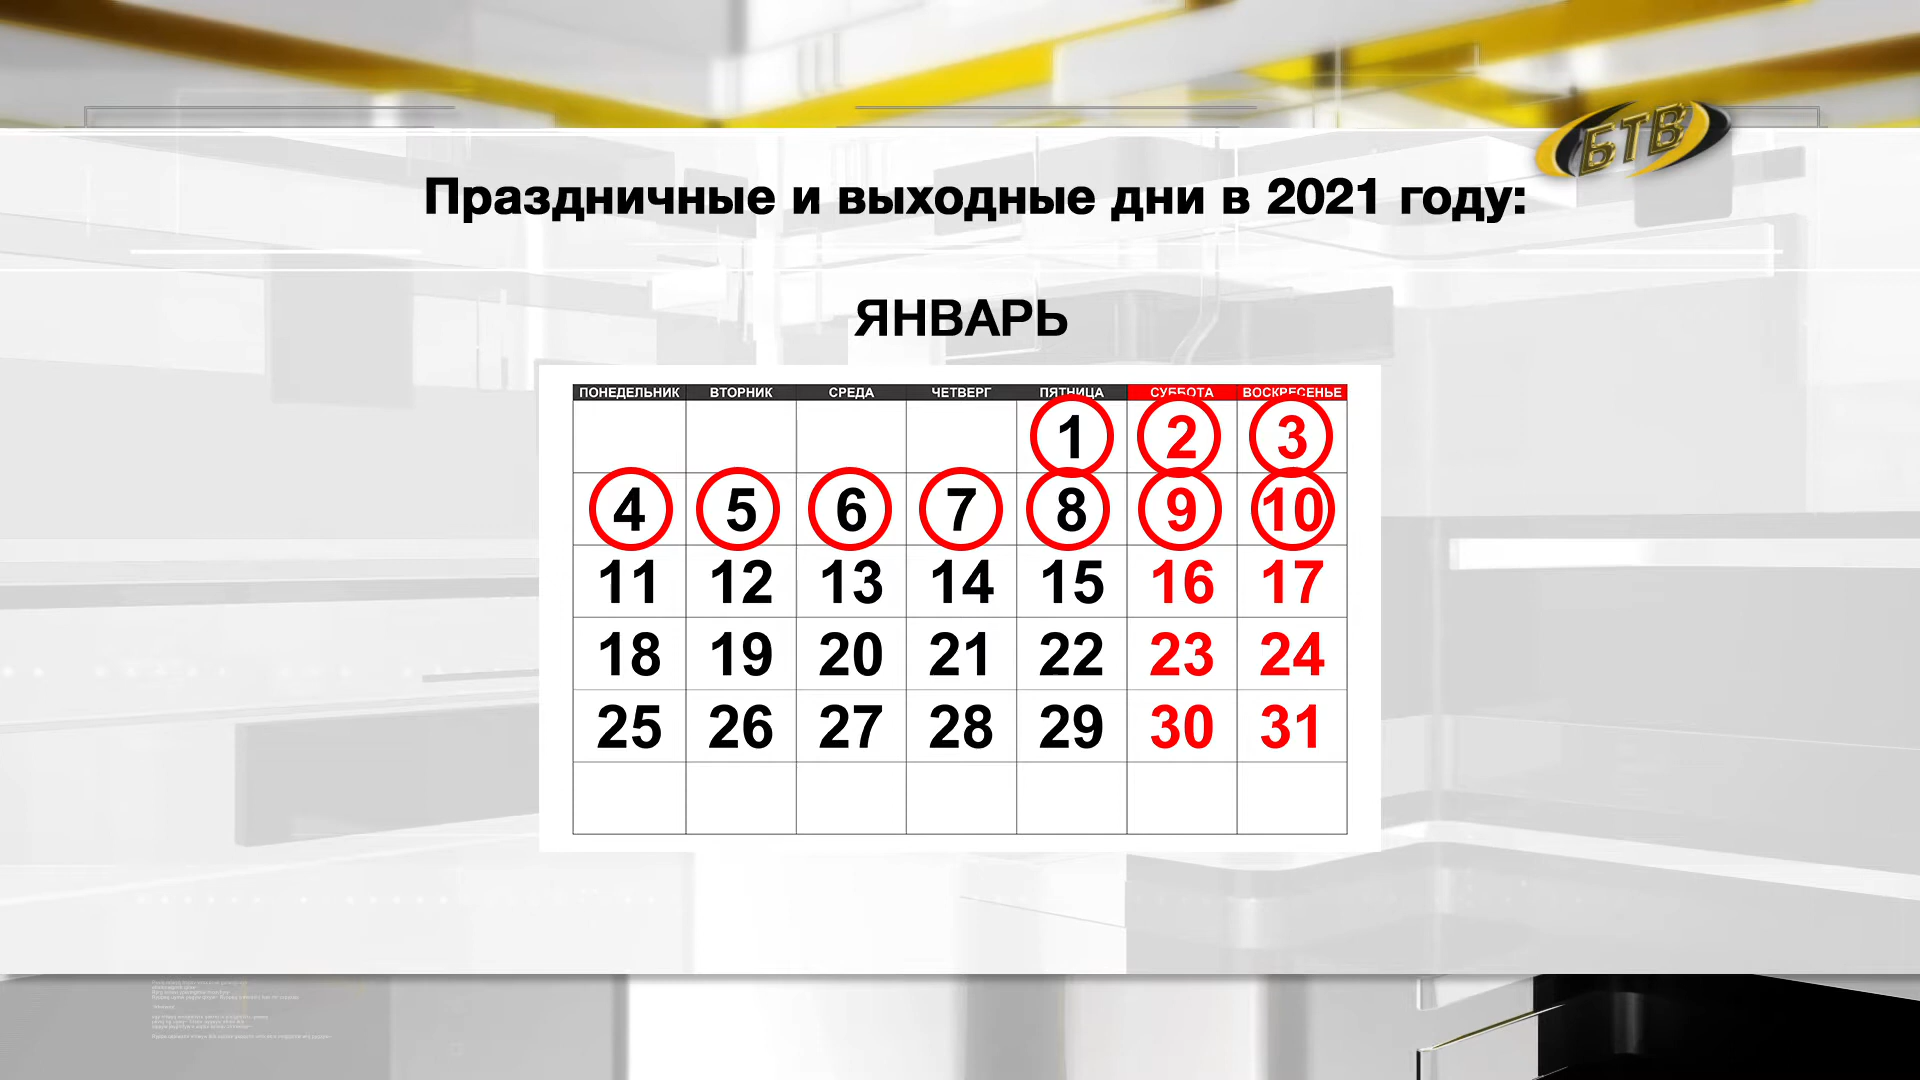 БТВ
Праздничные и выходные дни в 2021 году:
ЯНВАРЬ
ПОНЕДЕЛЬНИК ВТОРНИК СРЕДА ЧЕТВЕРГ ПЯТНИЦА СУББОТА ВОСКРЕСЕНЬЕ
1 2 3
4 5 6 7 8 9 10
11 12 13 14 15 16 17
18 19 20 21 22 23 24
25 26 27 28 29 30 31